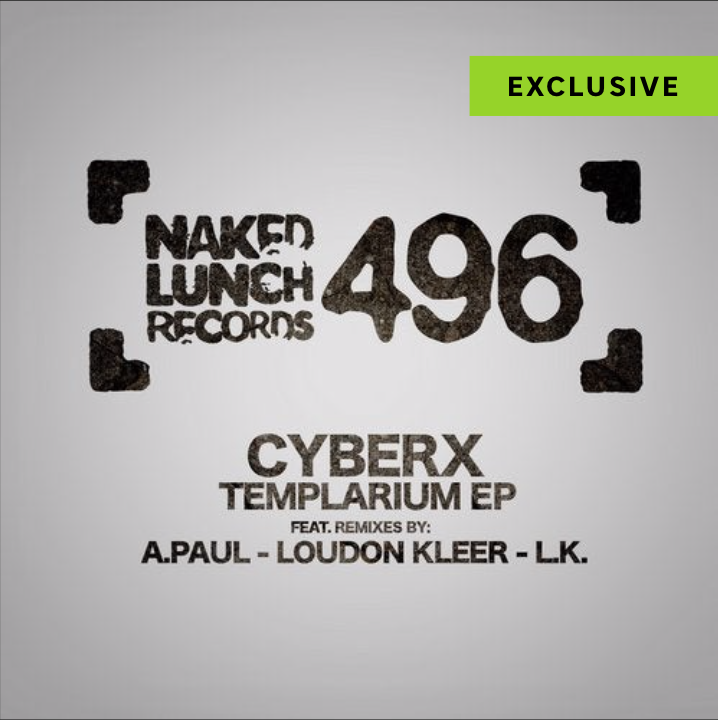 EXCLUSIVE
NAKED
LUNCH
RECORDS
496
CYBERX
TEMPLARIUM EP
FEAT. REMIXES BY:
A.PAUL - LOUDON KLEER - L.K.